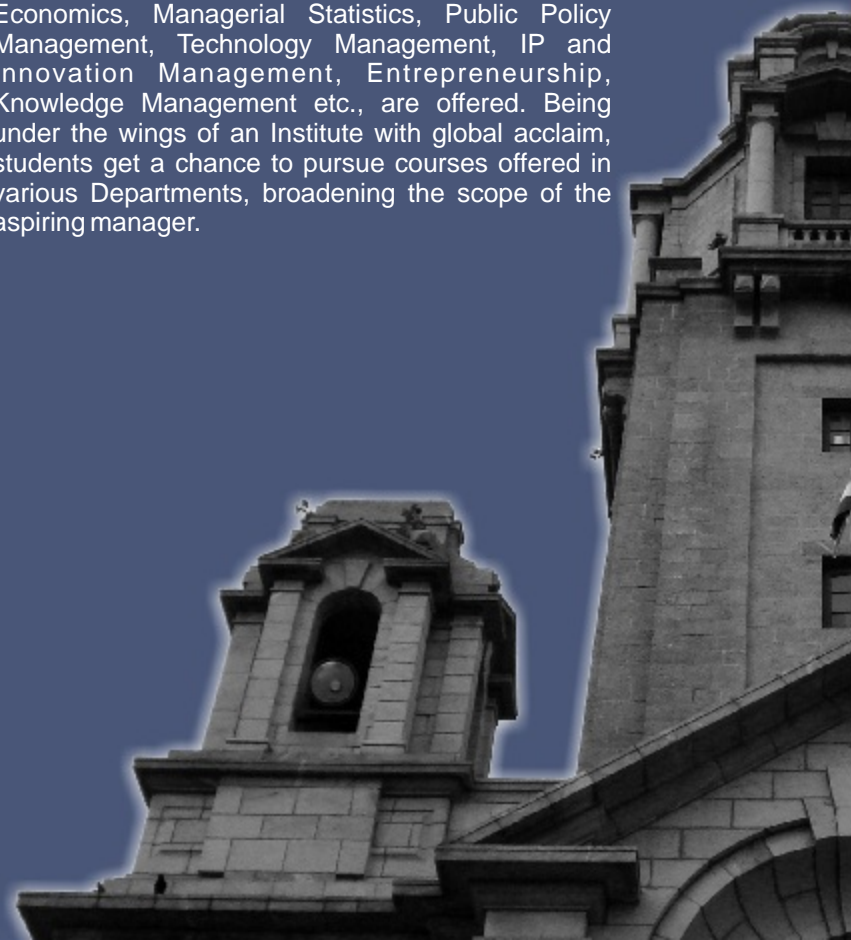 Economics, Managerial Statistics, Public Policy
Management, Technology Management, IP and
Innovation Management, Entrepreneurship,
Knowledge Management etc., are offered. Being
under the wings of an Institute with global acclaim,
students get a chance to pursue courses offered in
various Departments, broadening the scope of the
aspiring manager.